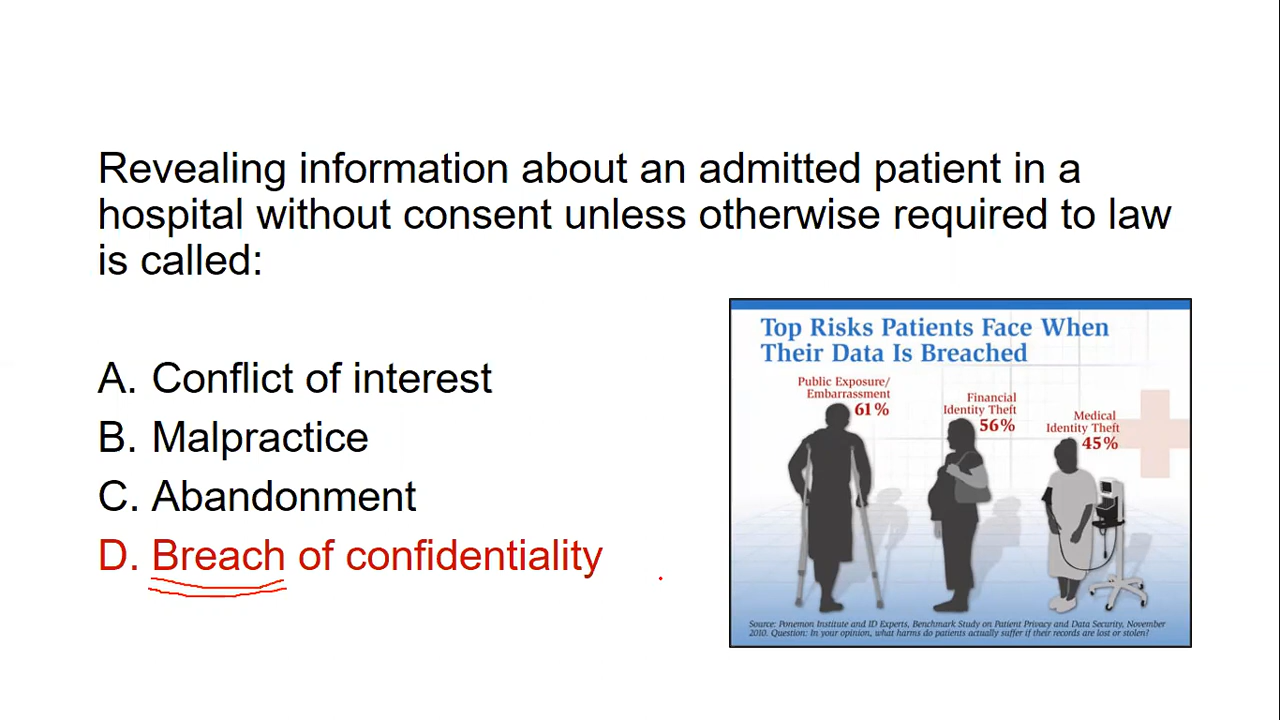 Revealing information about an admitted patient in a
hospital without consent unless otherwise required to law
is called:
A. Conflict of interest
B. Malpractice
C. Abandonment
D. Breach of confidentiality
Top Risks Patients Face When
Their Data Is Breached
Public Exposure/
Embarrassment
61%
Financial
Identity Theft
56%
Medical
Identity Theft
45%
Source: Ponemon Institute and ID Experts, Benchmark Study on Patient Privacy and Data Security, November
2010. Question: In your opinion, what harms do patients actually suffer if their records are lost or stolen?